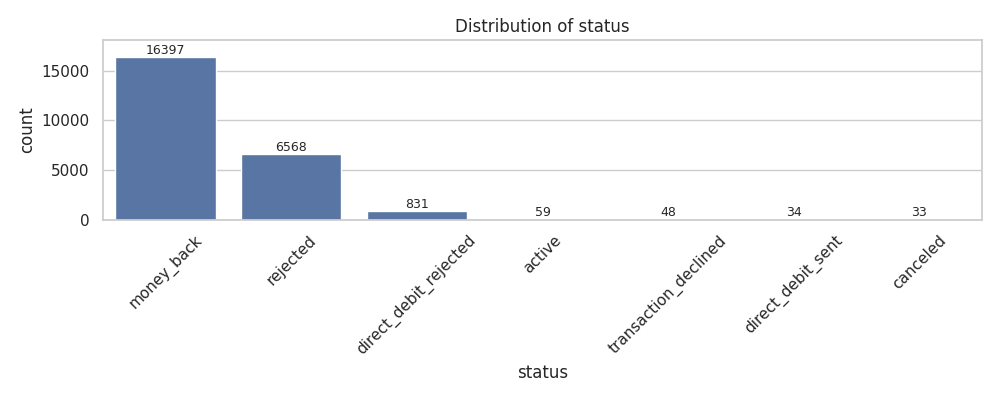 Distribution of status
count
15000
10000
5000
0
16397
6568
831
59
48
34
33
money_back
rejected
direct_debit_rejected
active
transaction_declined
direct_debit_sent
canceled
status